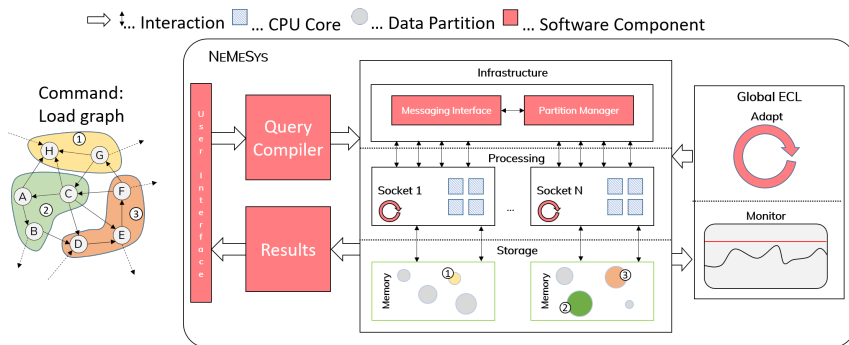 ... Interaction ... CPU Core ... Data Partition ... Software Component
NEMESYS
Command:
Load graph
1
H
G
A
C
F
2
3
B
D
E
User Interface
Query
Compiler
Results
Infrastructure
Messaging Interface
Partition Manager
Processing
Socket 1
...
Socket N
Storage
Memory
1
Memory
2
3
Global ECL
Adapt
Monitor